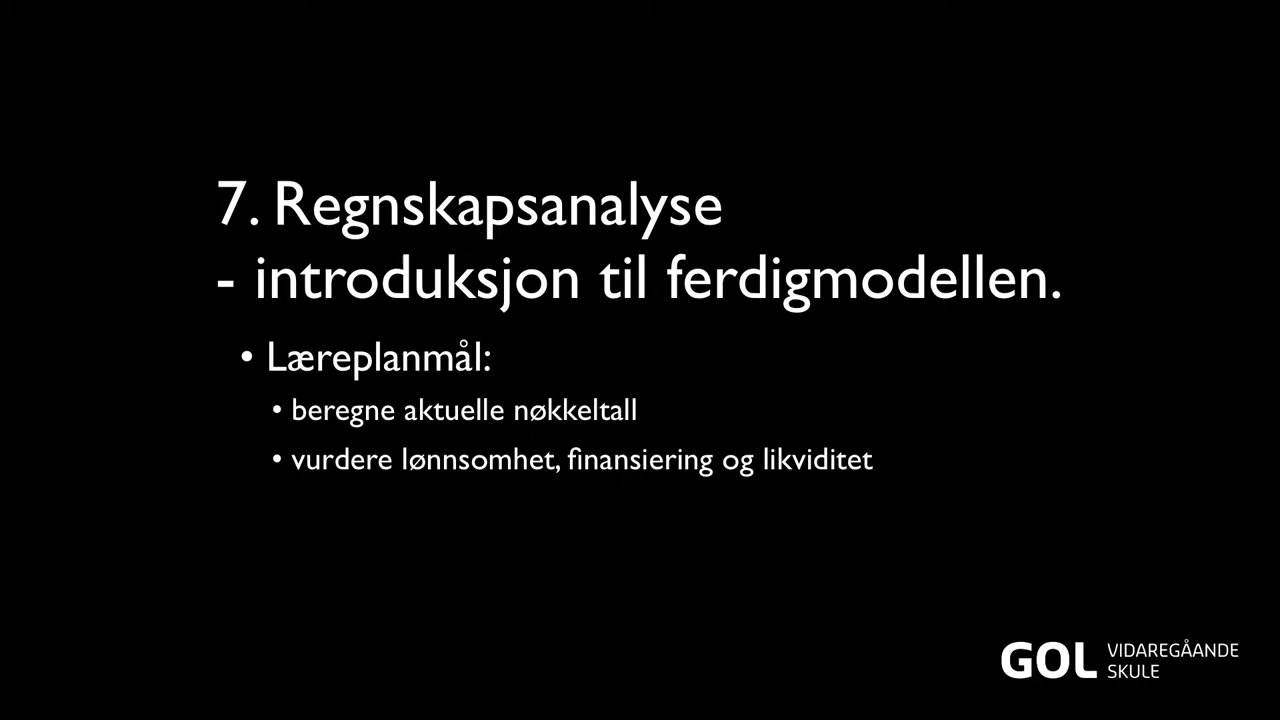 7. Regnskapsanalyse
- introduksjon til ferdigmodellen.
• Læreplanmål:
• beregne aktuelle nøkkeltall
• vurdere lønnsomhet, finansiering og likviditet
GOL VIDAREGÅANDE
SKULE